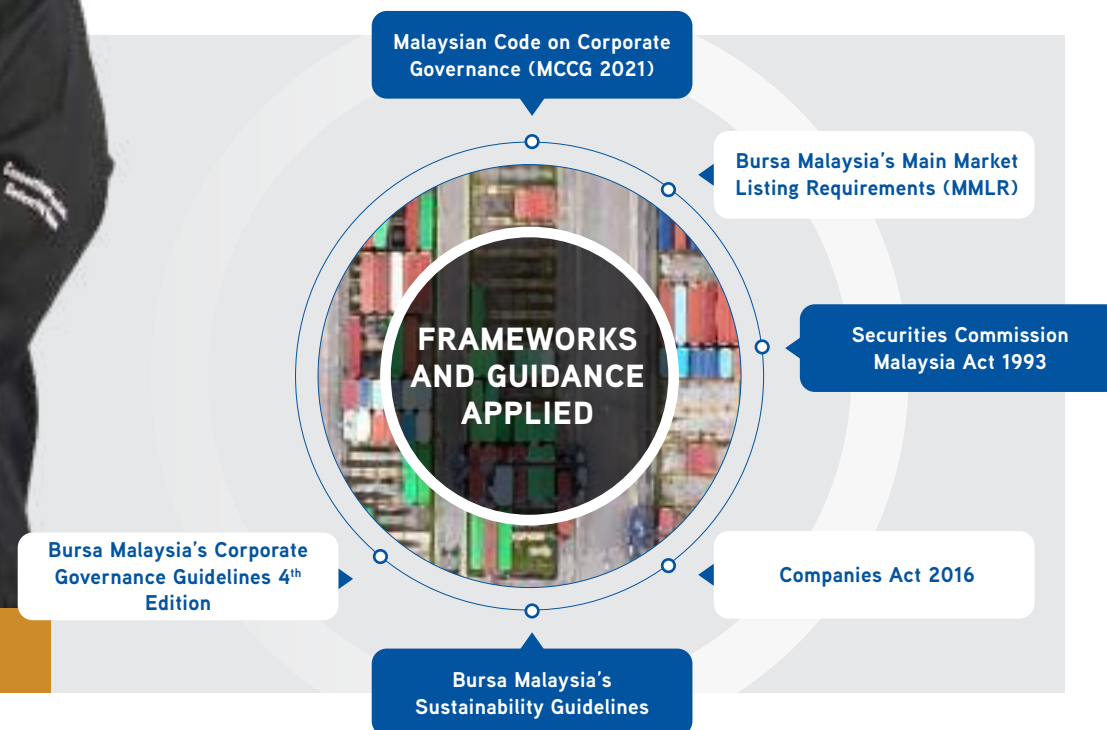 Malaysian Code on Corporate
Governance (MCCG 2021)
Bursa Malaysia's Main Market
Listing Requirements (MMLR)
Securities Commission
Malaysia Act 1993
FRAMEWORKS
AND GUIDANCE
APPLIED
Bursa Malaysia's Corporate
Governance Guidelines 4th
Edition
Companies Act 2016
Bursa Malaysia's
Sustainability Guidelines